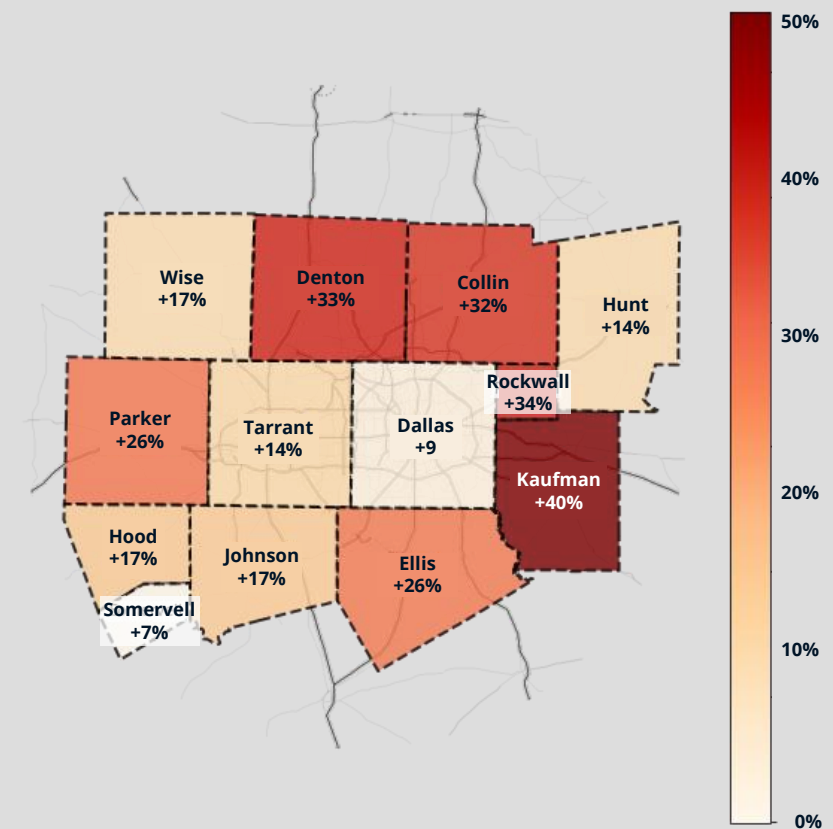 50%
40%
30%
20%
10%
0%
Wise
+17%
Denton
+33%
Collin
+32%
Hunt
+14%
Rockwall
+34%
Parker
+26%
Tarrant
+14%
Dallas
+9
Kaufman
+40%
Hood
+17%
Johnson
+17%
Ellis
+26%
Somervell
+7%